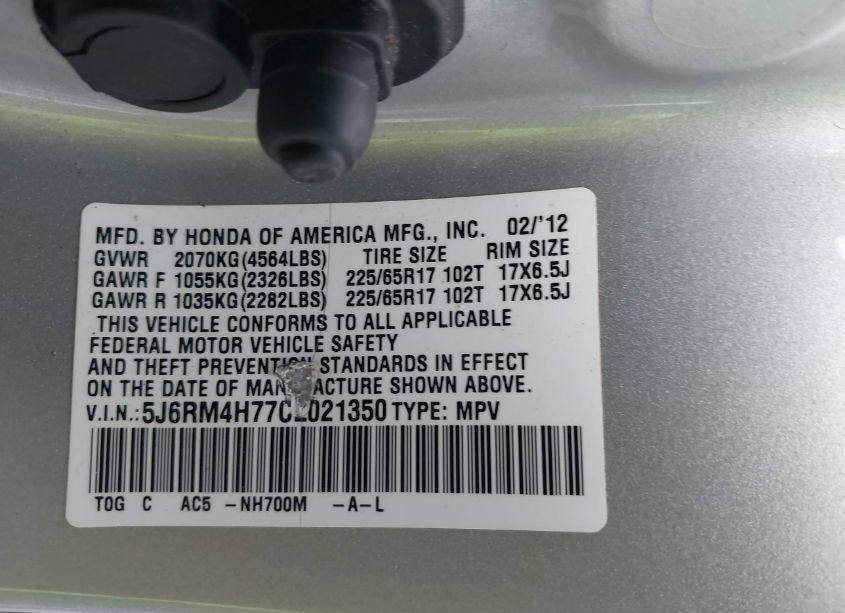 MFD. BY HONDA OF AMERICA MFG., INC. 02/'12
GVWR 2070KG(4564LBS) TIRE SIZE RIM SIZE
GAWR F 1055KG(2326LBS) 225/65R17 102T 17X6.5J
GAWR R 1035KG(2282LBS) 225/65R17 102T 17X6.5J
THIS VEHICLE CONFORMS TO ALL APPLICABLE
FEDERAL MOTOR VEHICLE SAFETY
AND THEFT PREVENTION STANDARDS IN EFFECT
ON THE DATE OF MANUFACTURE SHOWN ABOVE.
V.I.N.: 5J6RM4H77CL021350 TYPE: MPV
TOG C AC5 -NH700M -A-L